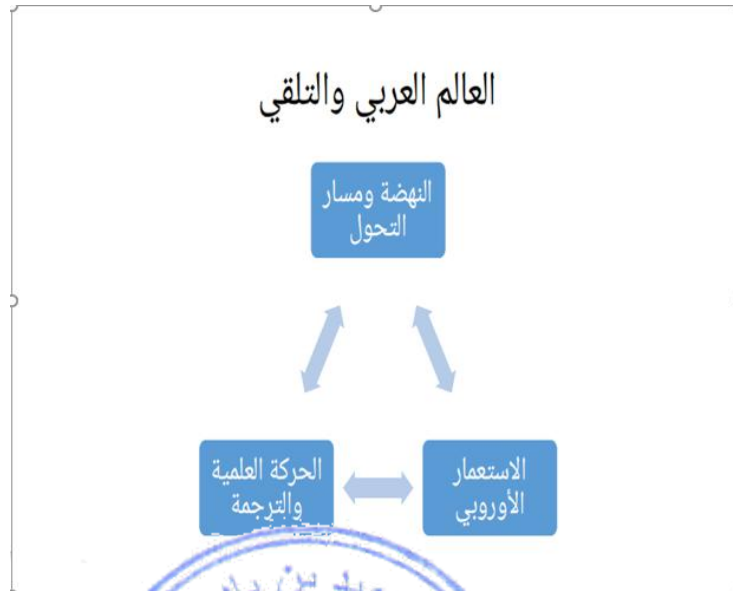 العالم العربي والتلقي
النهضة ومسار
التحول
الاستعمار
الأوروبي
الحركة العلمية
والترجمة